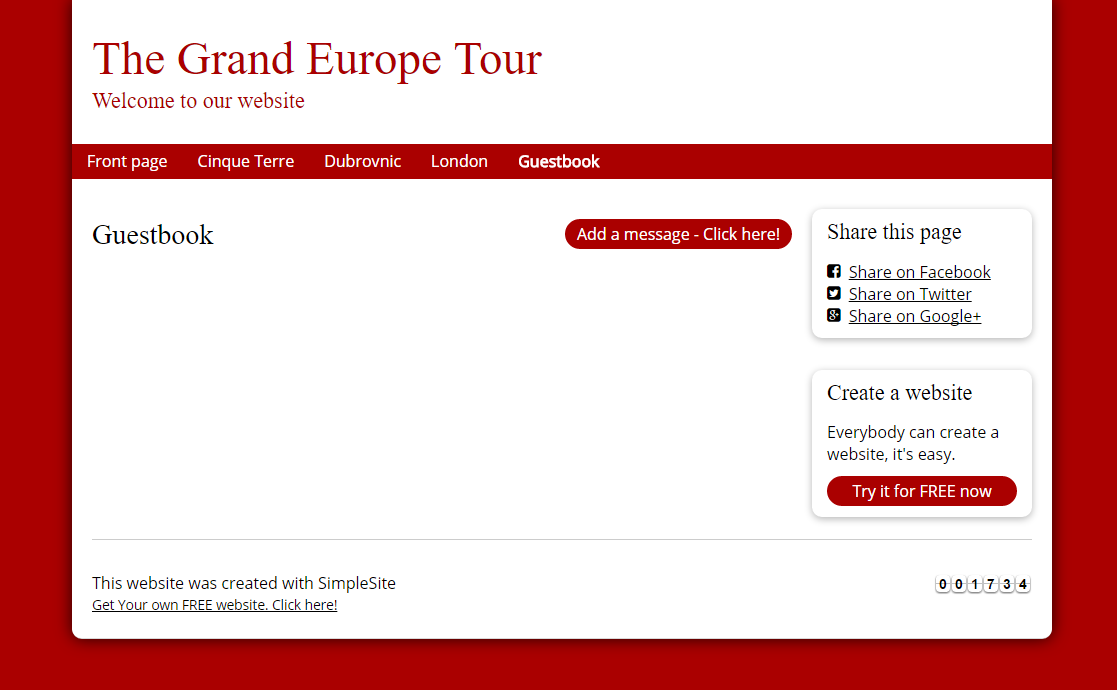 The Grand Europe Tour
Welcome to our website
Front page Cinque Terre Dubrovnic London Guestbook
Guestbook
Add a message - Click here!
Share this page
Share on Facebook
Share on Twitter
Share on Google+
Create a website
Everybody can create a
website, it's easy.
Try it for FREE now
This website was created with SimpleSite
Get Your own FREE website. Click here!
001734